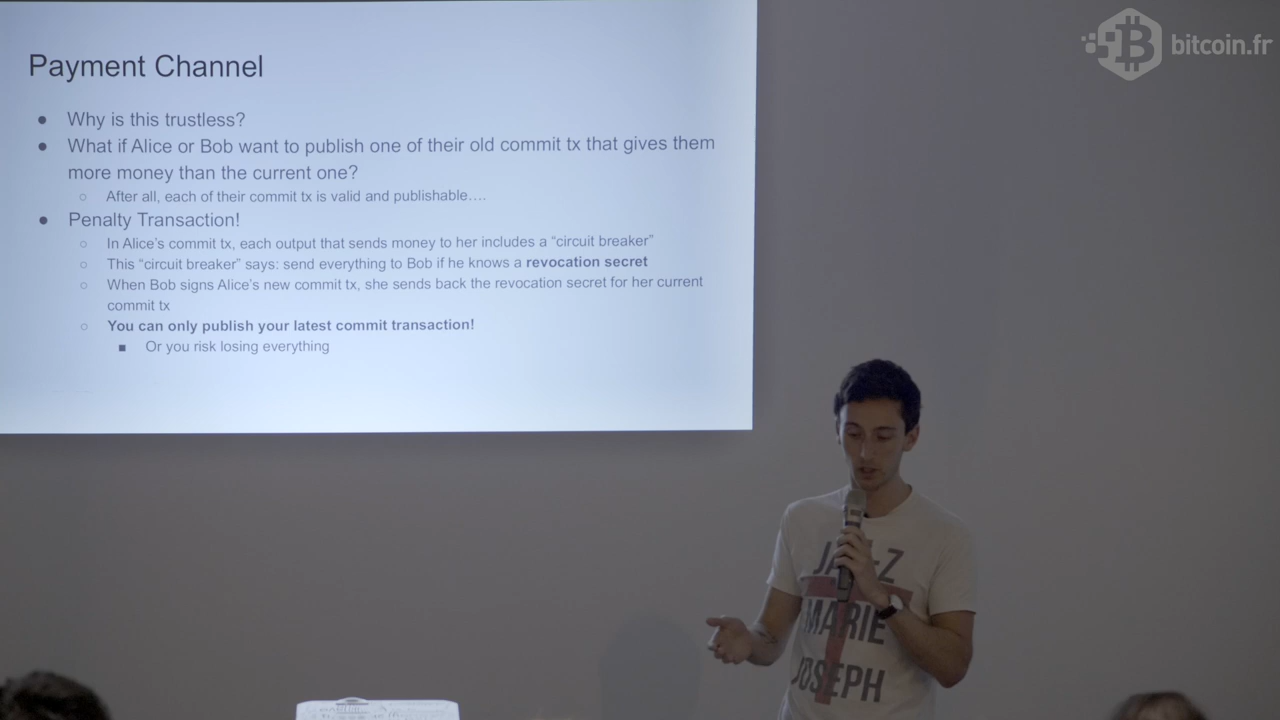 Payment Channel
● Why is this trustless?
● What if Alice or Bob want to publish one of their old commit tx that gives them
more money than the current one?
○ After all, each of their commit tx is valid and publishable….
● Penalty Transaction!
○ In Alice's commit tx, each output that sends money to her includes a “circuit breaker”
○ This “circuit breaker” says: send everything to Bob if he knows a revocation secret
○ When Bob signs Alice's new commit tx, she sends back the revocation secret for her current
commit tx
○ You can only publish your latest commit transaction!
■ Or you risk losing everything
bitcoin.fr
MARIE
JOSEPH